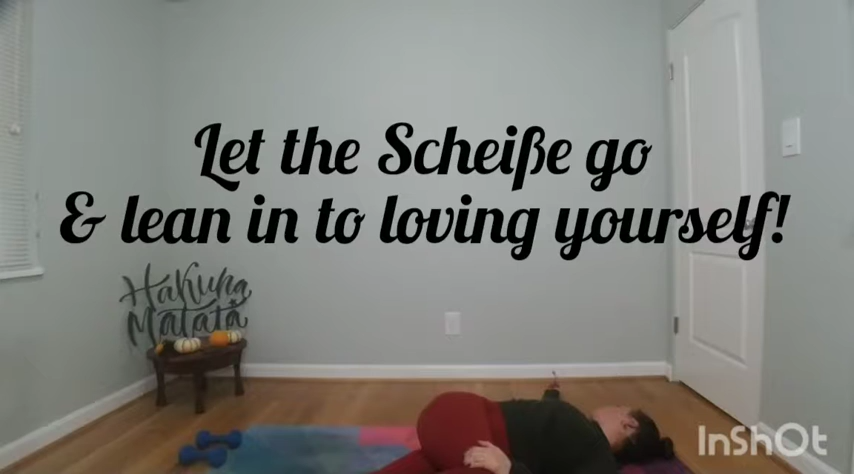 Let the Scheiße go
& lean in to loving yourself!
Hakuna
Matata
InShOt